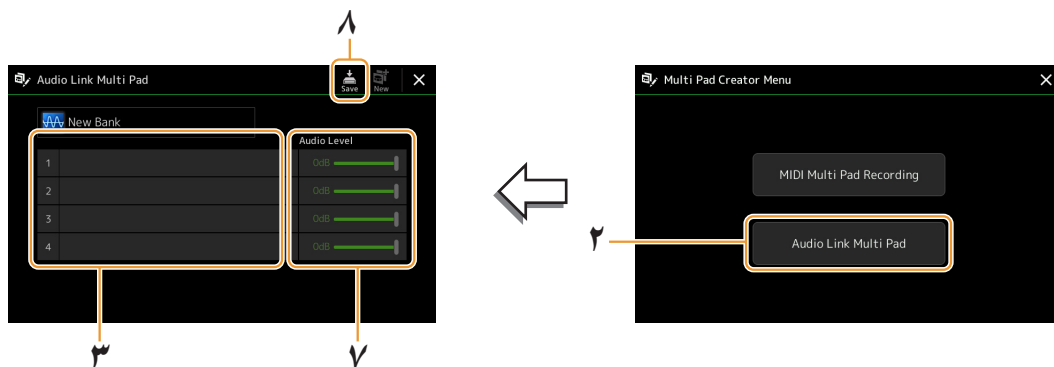 ٨
Audio Link Multi Pad
Save New
New Bank
Audio Level
1 0dB
2 0dB
3 0dB
4 0dB
٣ ٧
Multi Pad Creator Menu
MIDI Multi Pad Recording
٢ Audio Link Multi Pad